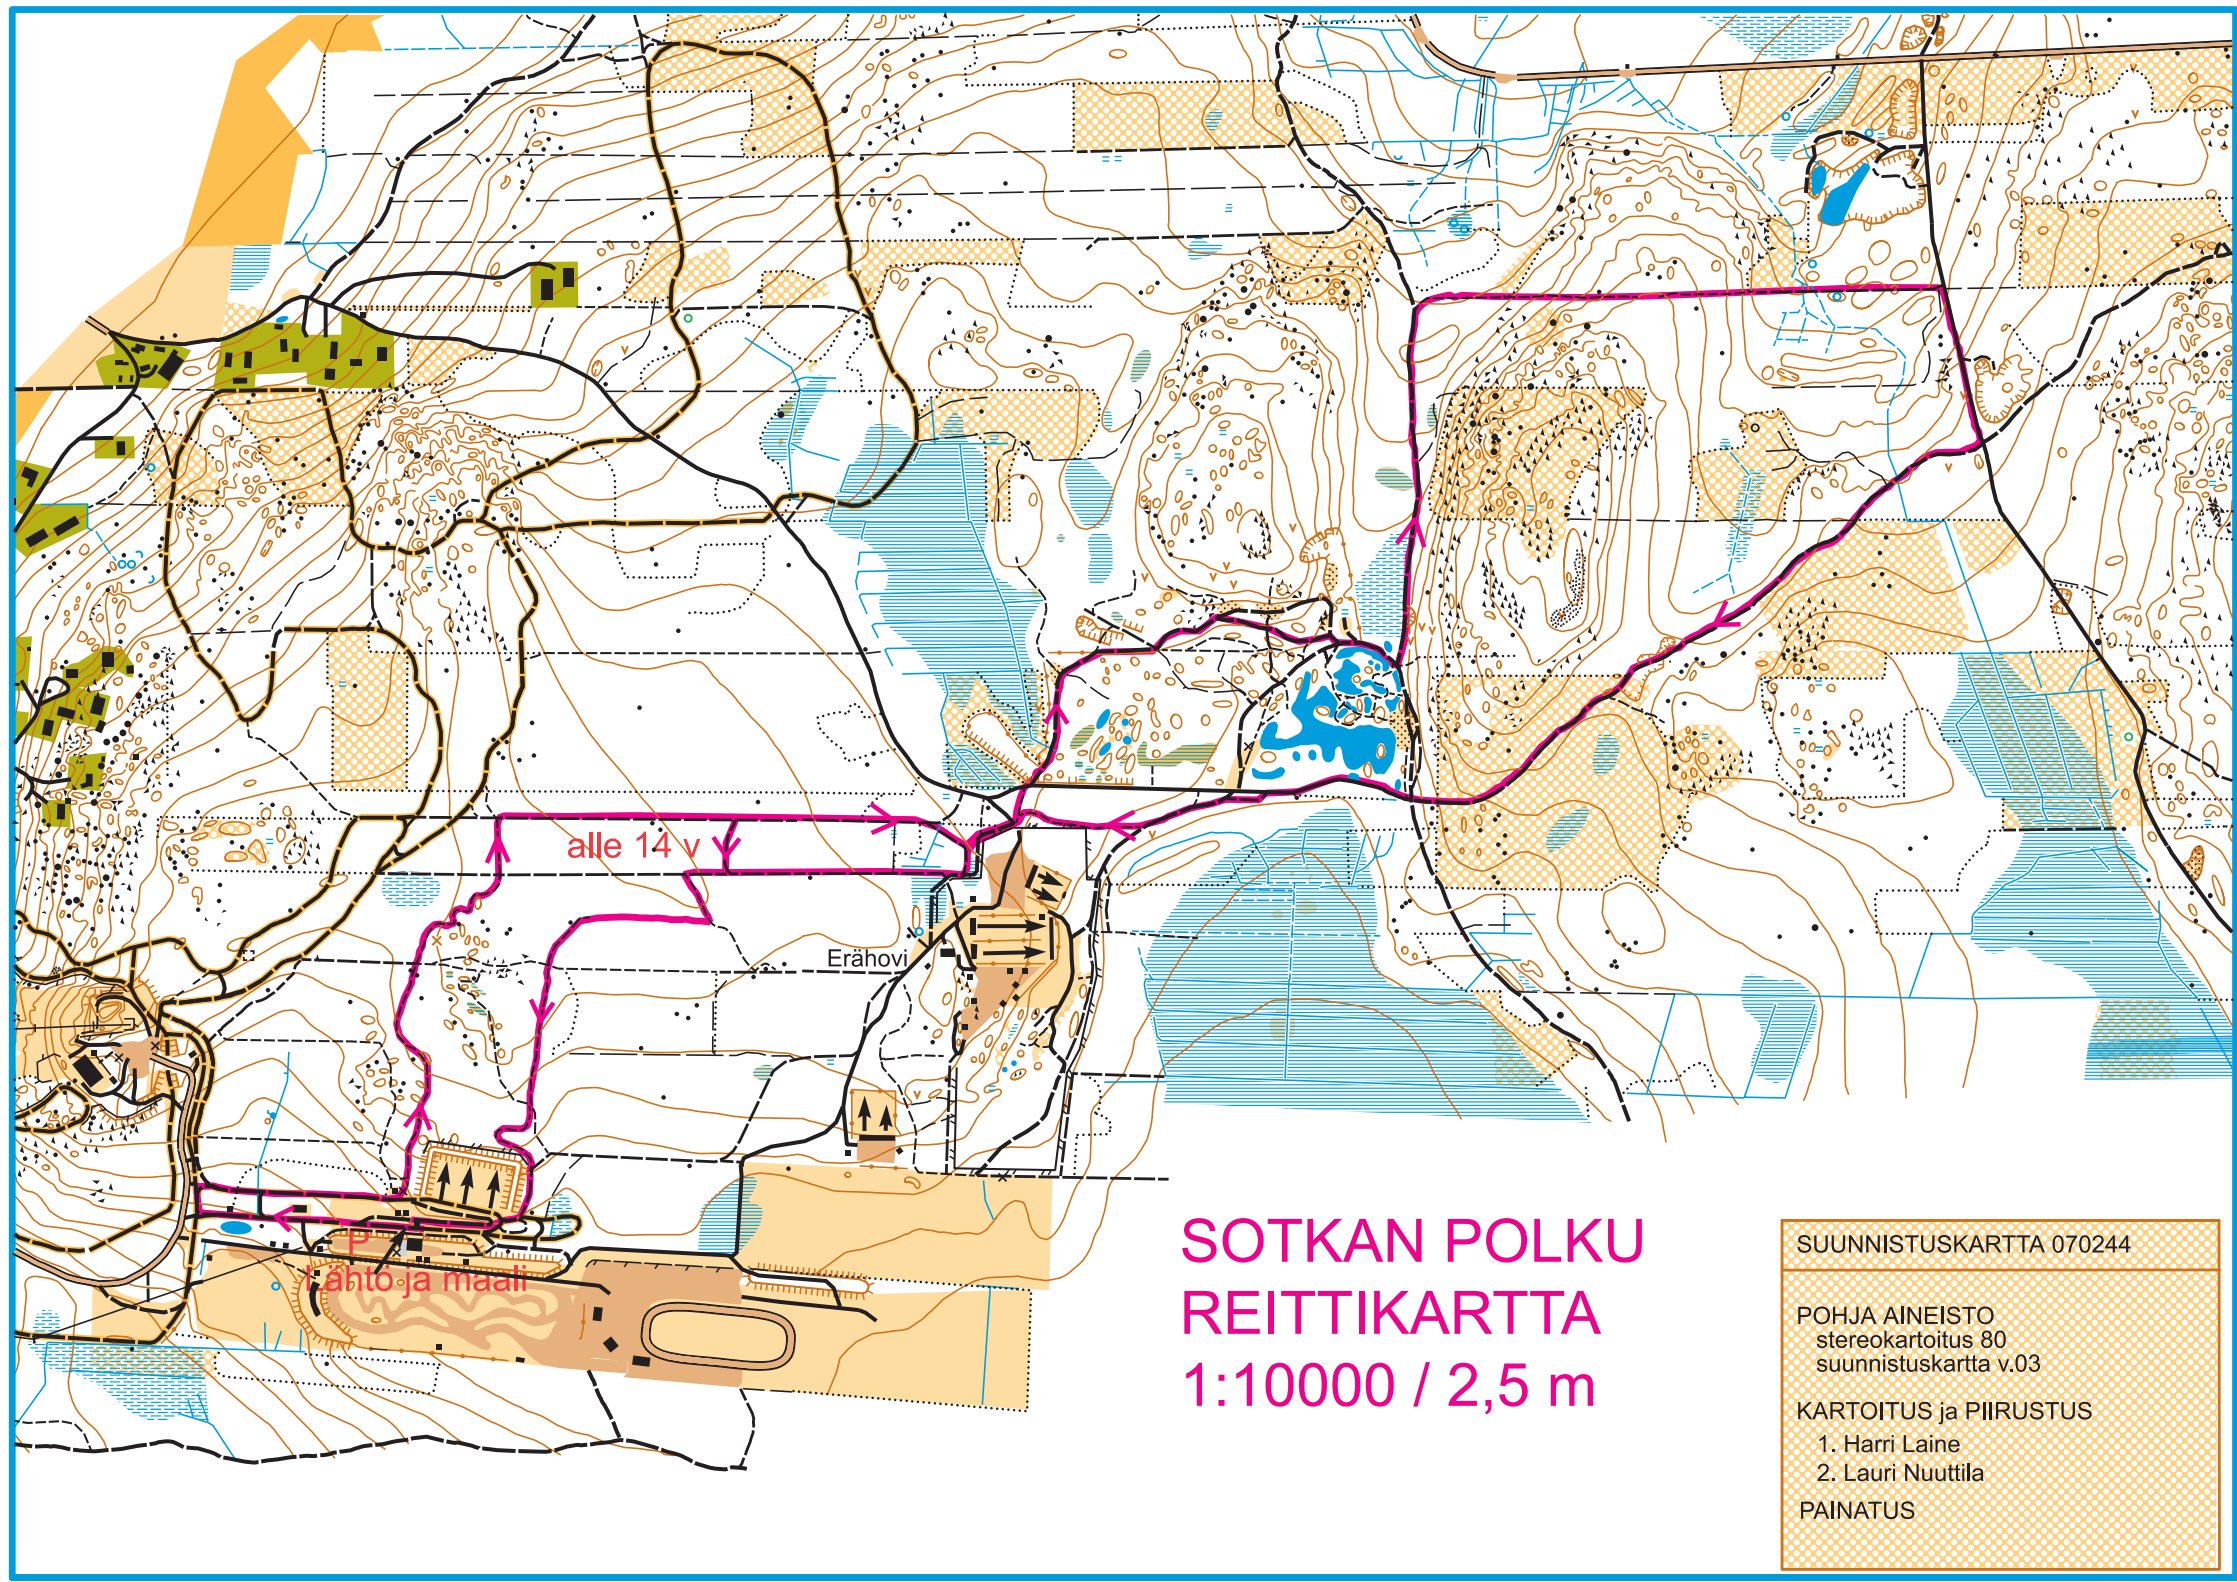 alle 14 v
Erähovi
P
Lähtö ja maali
SOTKAN POLKU
REITTIKARTTA
1:10000 / 2,5 m
SUUNNISTUSKARTTA 070244
POHJA AINEISTO
stereokartoitus 80
suunnistuskartta v.03
KARTOITUS ja PIIRUSTUS
1. Harri Laine
2. Lauri Nuuttila
PAINATUS